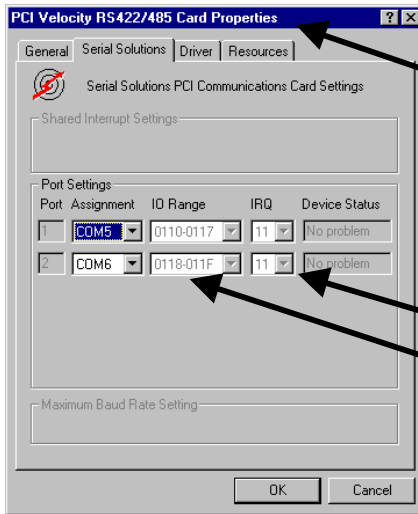 PCI Velocity RS422/485 Card Properties
General Serial Solutions Driver Resources
Serial Solutions PCI Communications Card Settings
Shared Interrupt Settings
Port Settings
Port Assignment IO Range IRQ Device Status
1 COM5 0110-0117 11 No problem
2 COM6 0118-011F 11 No problem
Maximum Baud Rate Setting
OK Cancel